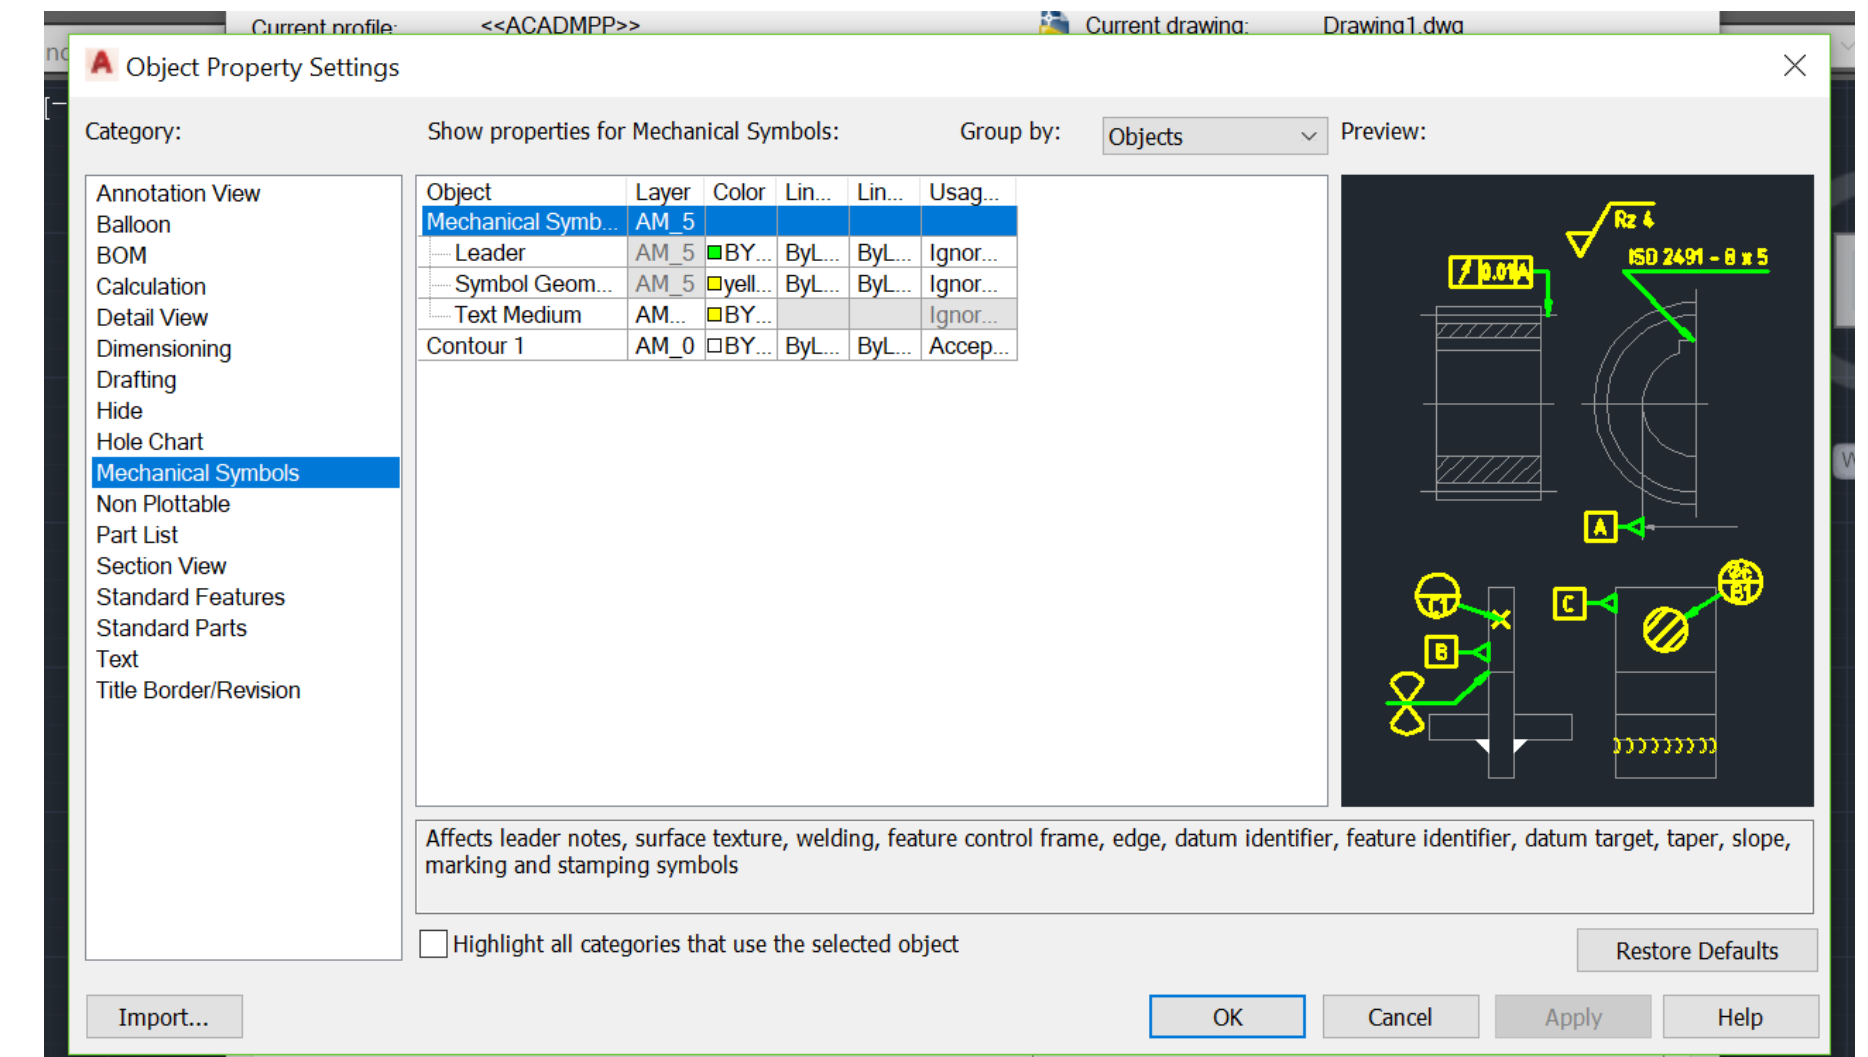 Current profile: <<ACADMPP>> Current drawing: Drawing1.dwg
Object Property Settings
Category: Show properties for Mechanical Symbols: Group by: Objects Preview:
Annotation View
Balloon
BOM
Calculation
Detail View
Dimensioning
Drafting
Hide
Hole Chart
Mechanical Symbols
Non Plottable
Part List
Section View
Standard Features
Standard Parts
Text
Title Border/Revision
Object Layer Color Lin... Lin... Usag...
Mechanical Symb... AM_5
Leader AM_5 BY... ByL... ByL... Ignor...
Symbol Geom... AM_5 yell... ByL... ByL... Ignor...
Text Medium AM... BY... Ignor...
Contour 1 AM_0 BY... ByL... ByL... Accep...
Rz 4
ISO 2491 - 8 x 5
0.01 A
A
C1
C
B1
B
Affects leader notes, surface texture, welding, feature control frame, edge, datum identifier, feature identifier, datum target, taper, slope,
marking and stamping symbols
Highlight all categories that use the selected object
Restore Defaults
Import... OK Cancel Apply Help